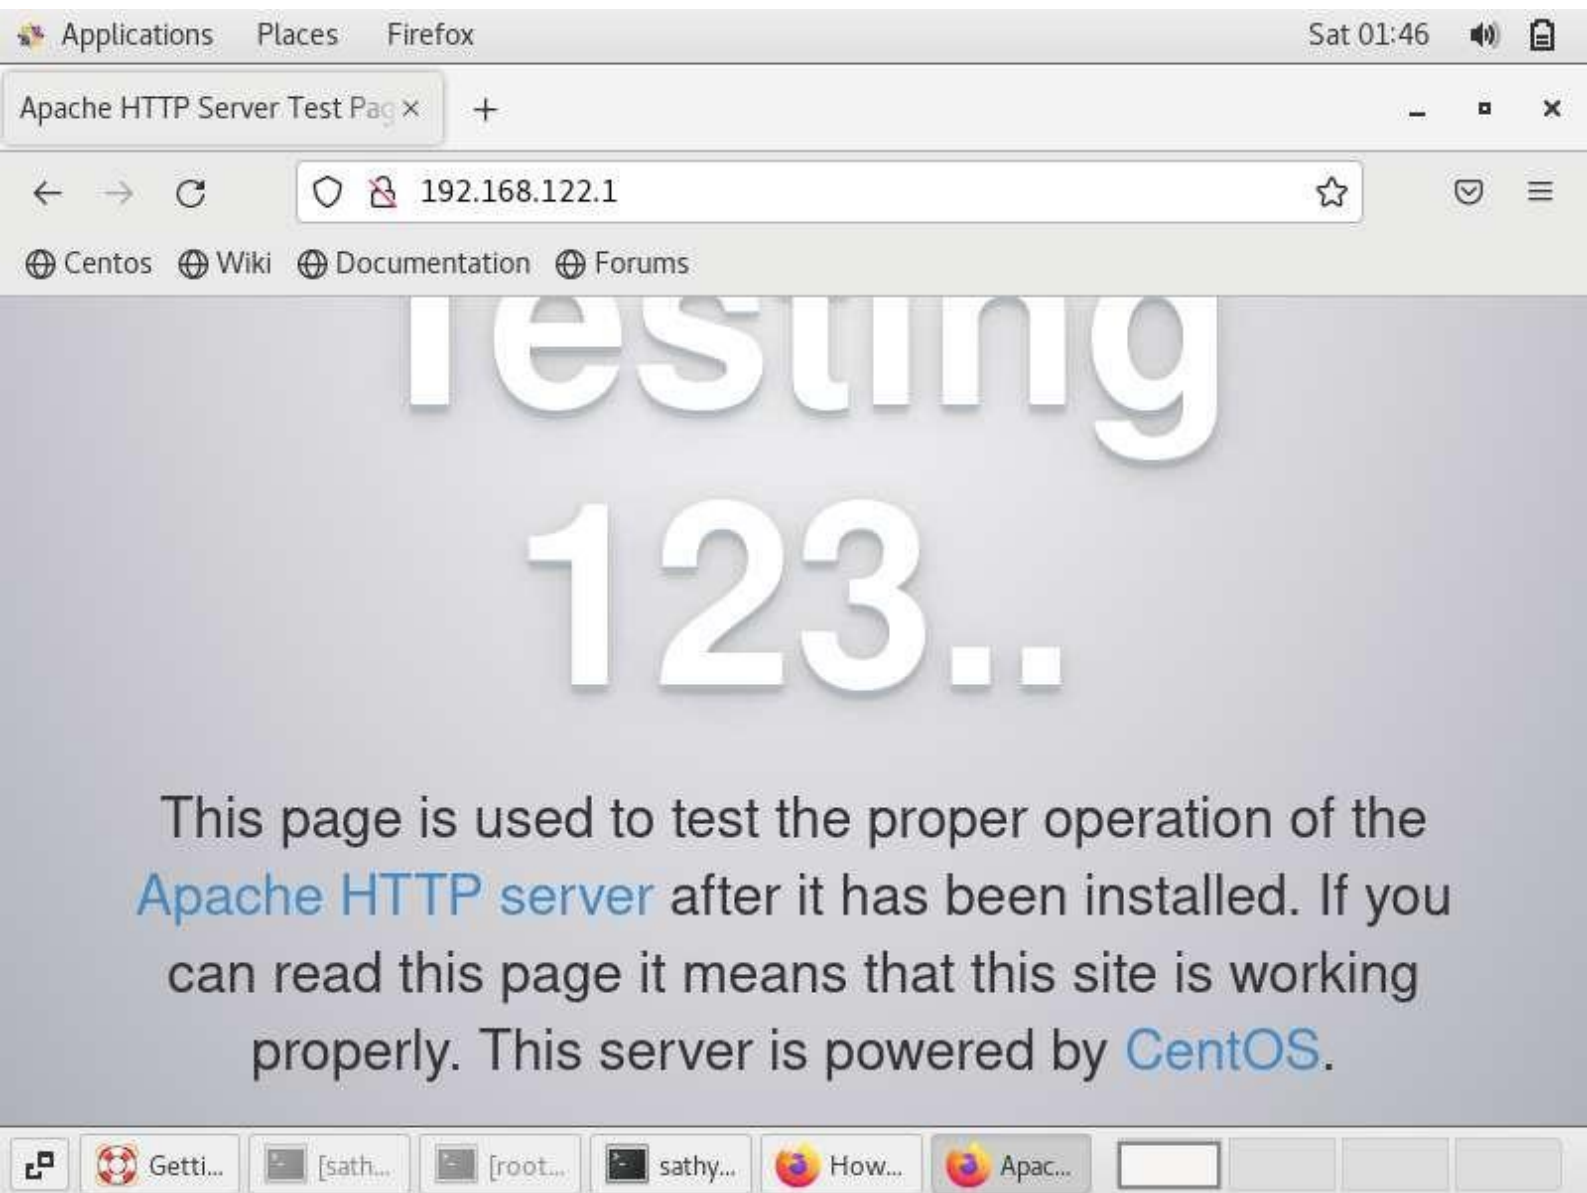 Applications Places Firefox Sat 01:46
Apache HTTP Server Test Pag
192.168.122.1
Centos Wiki Documentation Forums
Testing
123..
This page is used to test the proper operation of the
Apache HTTP server after it has been installed. If you
can read this page it means that this site is working
properly. This server is powered by CentOS.
Getti... [sath... [root... sathy... How... Apac...